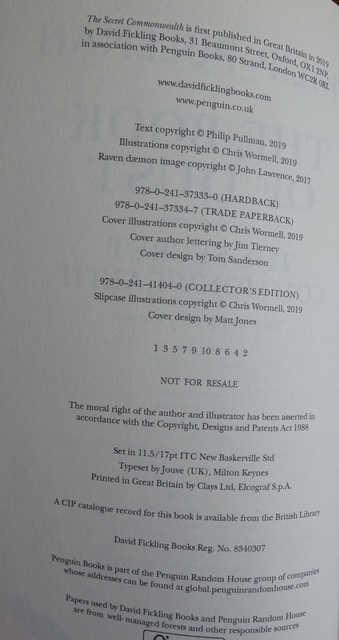 The Secret Commonwealth is first published in Great Britain in 2019
by David Fickling Books, 31 Beaumont Street, Oxford, OX1 2NP,
in association with Penguin Books, 80 Strand, London WC2R 0RL
www.davidficklingbooks.com
www.penguin.co.uk
Text copyright © Philip Pullman, 2019
Illustrations copyright © Chris Wormell, 2019
Raven dæmon image copyright © John Lawrence, 2017
978–0–241–37333–0 (HARDBACK)
978–0–241–37334–7 (TRADE PAPERBACK)
Cover illustrations copyright © Chris Wormell, 2019
Cover author lettering by Jim Tierney
Cover design by Tom Sanderson
978–0–241–41404–0 (COLLECTOR'S EDITION)
Slipcase illustrations copyright © Chris Wormell, 2019
Cover design by Matt Jones
1 3 5 7 9 10 8 6 4 2
NOT FOR RESALE
The moral right of the author and illustrator has been asserted in
accordance with the Copyright, Designs and Patents Act 1988
Set in 11.5/17pt ITC New Baskerville Std
Typeset by Jouve (UK), Milton Keynes
Printed in Great Britain by Clays Ltd, Elcograf S.p.A.
A CIP catalogue record for this book is available from the British Library
David Fickling Books Reg. No. 8340307
Penguin Books is part of the Penguin Random House group of companies
whose addresses can be found at global.penguinrandomhouse.com
Papers used by David Fickling Books and Penguin Random House
are from well-managed forests and other responsible sources